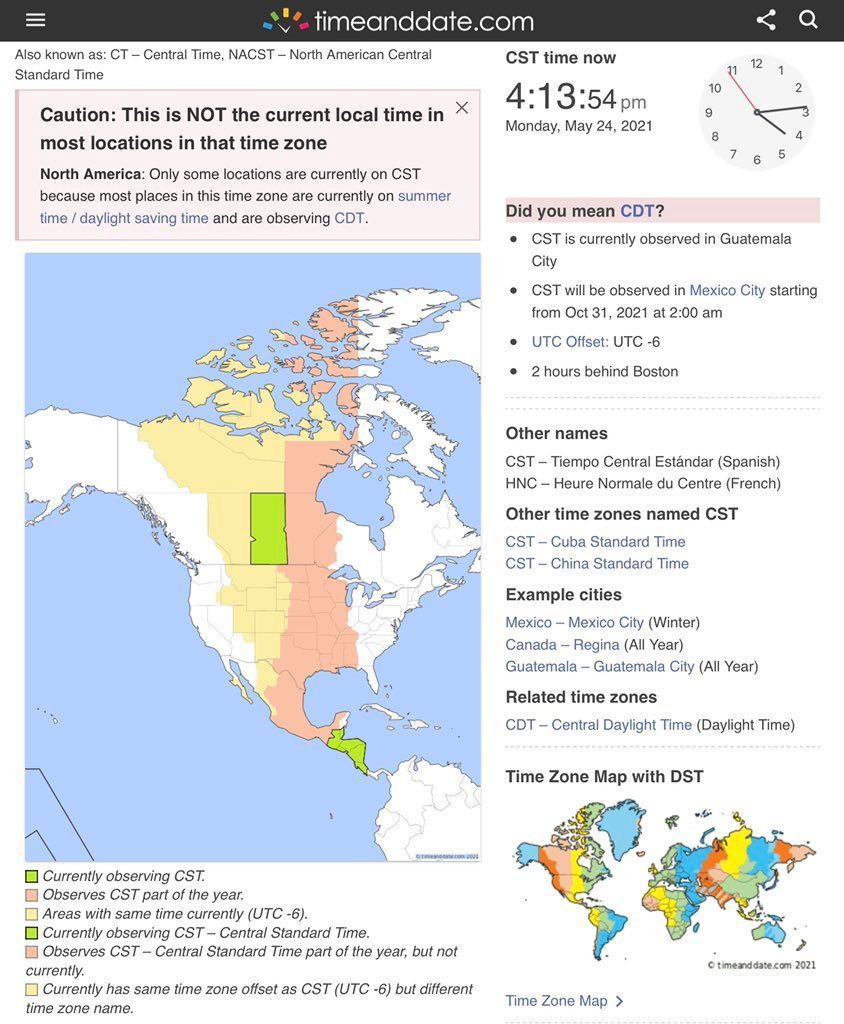 timeanddate.com
Also known as: CT – Central Time, NACST – North American Central
Standard Time
Caution: This is NOT the current local time in
most locations in that time zone
North America: Only some locations are currently on CST
because most places in this time zone are currently on summer
time / daylight saving time and are observing CDT.
© timeanddate.com 2021
Currently observing CST.
Observes CST part of the year.
Areas with same time currently (UTC -6).
Currently observing CST – Central Standard Time.
Observes CST – Central Standard Time part of the year, but not
currently.
Currently has same time zone offset as CST (UTC -6) but different
time zone name.
CST time now
4:13:54 pm
Monday, May 24, 2021
12
1
2
3
4
5
6
7
8
9
10
11
Did you mean CDT?
CST is currently observed in Guatemala
City
CST will be observed in Mexico City starting
from Oct 31, 2021 at 2:00 am
UTC Offset: UTC -6
2 hours behind Boston
Other names
CST – Tiempo Central Estándar (Spanish)
HNC – Heure Normale du Centre (French)
Other time zones named CST
CST – Cuba Standard Time
CST – China Standard Time
Example cities
Mexico – Mexico City (Winter)
Canada – Regina (All Year)
Guatemala – Guatemala City (All Year)
Related time zones
CDT – Central Daylight Time (Daylight Time)
Time Zone Map with DST
© timeanddate.com 2021
Time Zone Map